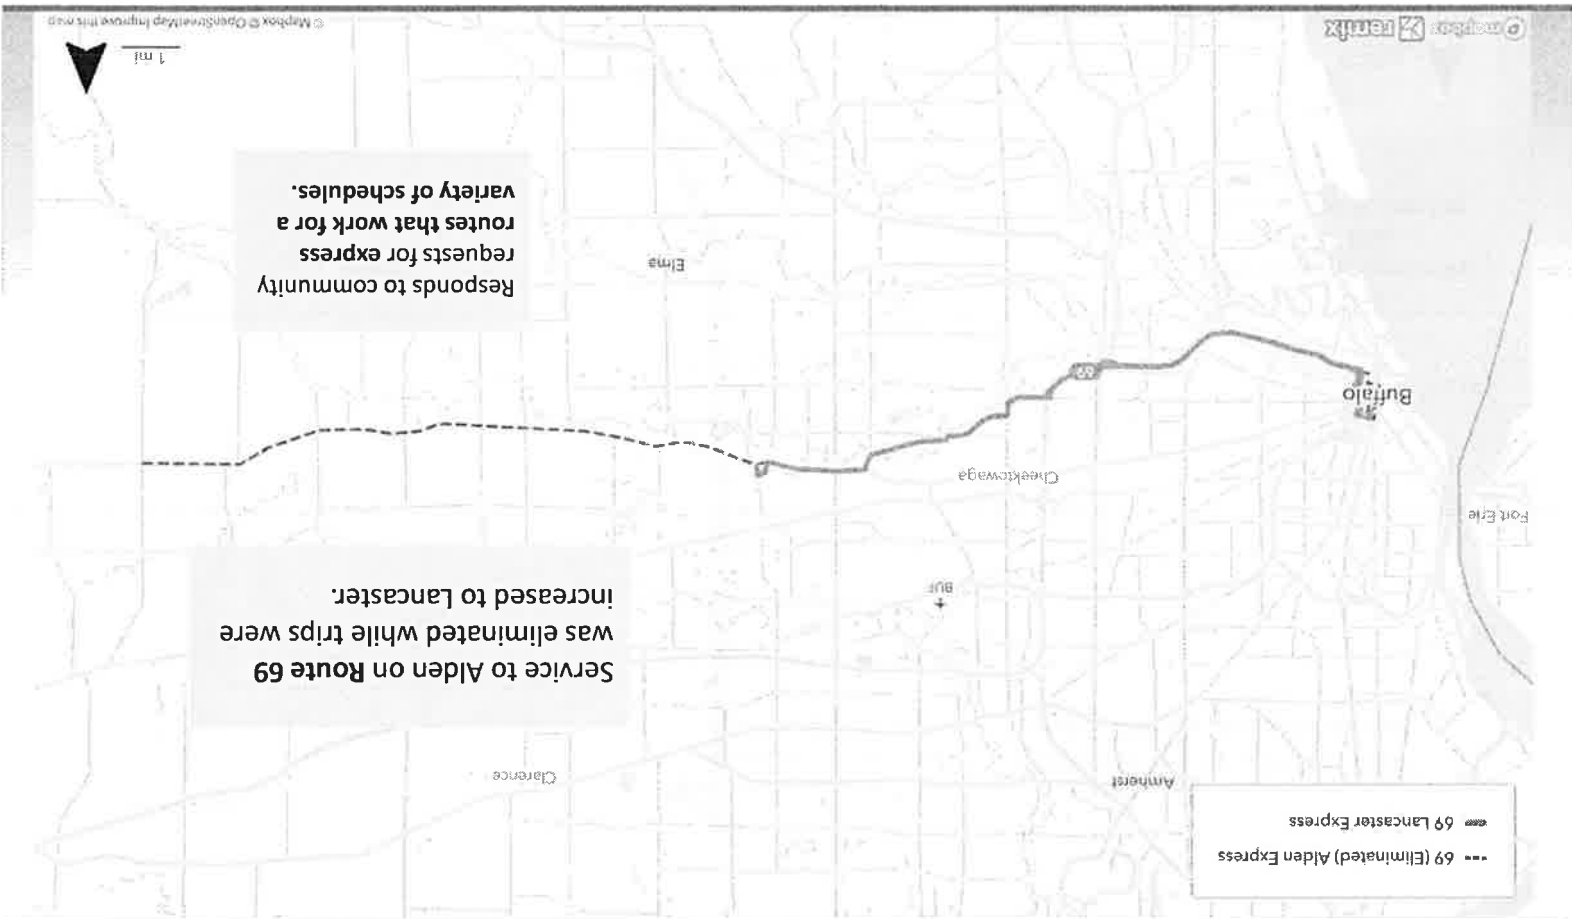 69 (Eliminated) Alden Express
69 Lancaster Express
Amherst
Clarence
Service to Alden on Route 69
was eliminated while trips were
increased to Lancaster.
BUF
Fort Erie
Cheektowaga
Buffalo
69
Elma
Responds to community
requests for express
routes that work for a
variety of schedules.
mapbox remix
1 mi
© Mapbox © OpenStreetMap Improve this map